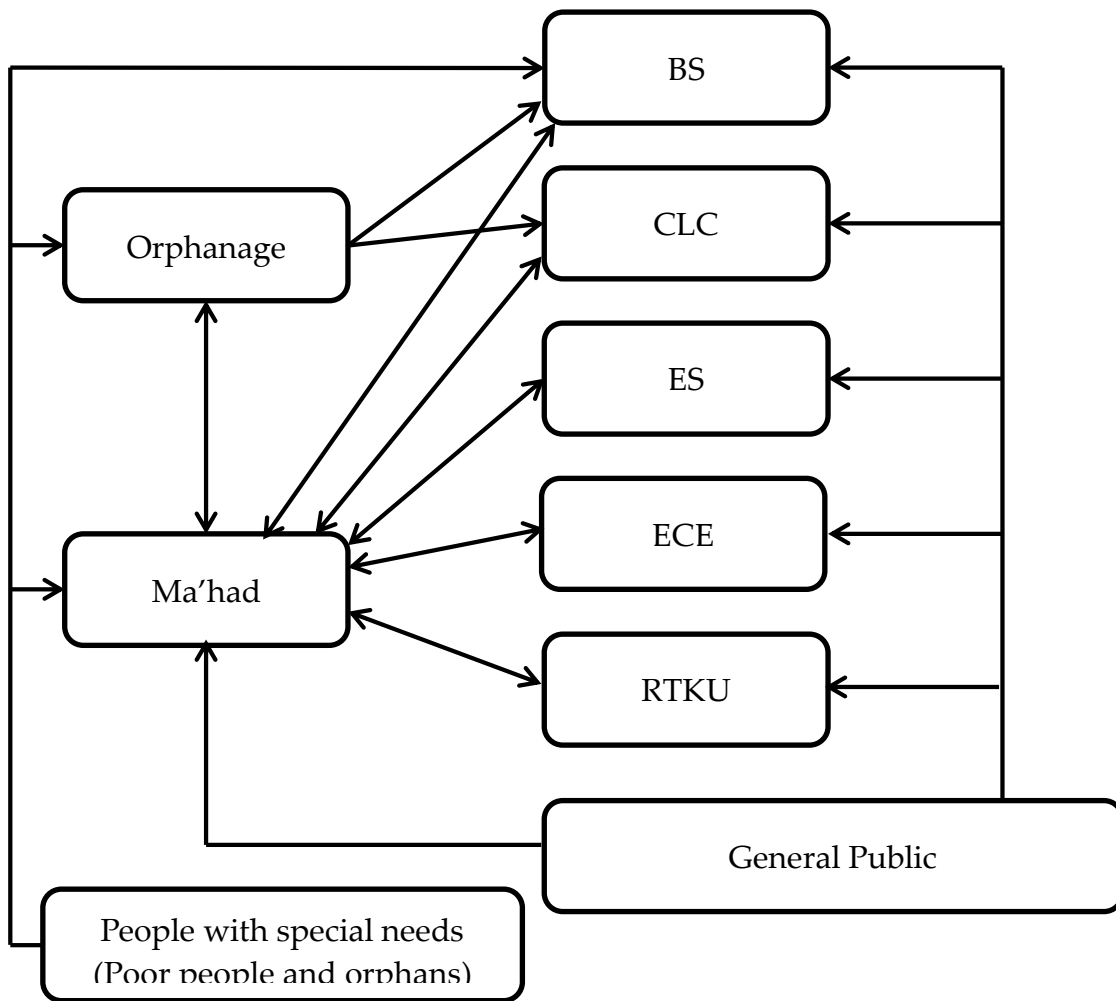 BS
Orphanage
CLC
ES
ECE
Ma’had
RTKU
General Public
People with special needs
(Poor people and orphans)